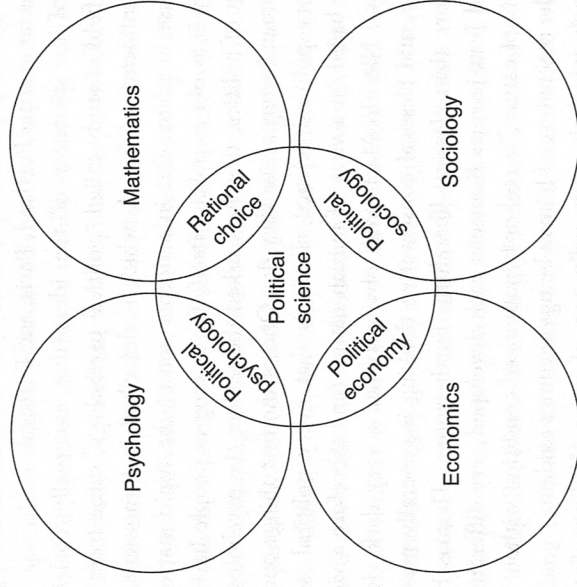 Psychology
Mathematics
Political
psychology
Rational
choice
Political
science
Political
economy
Political
sociology
Economics
Sociology